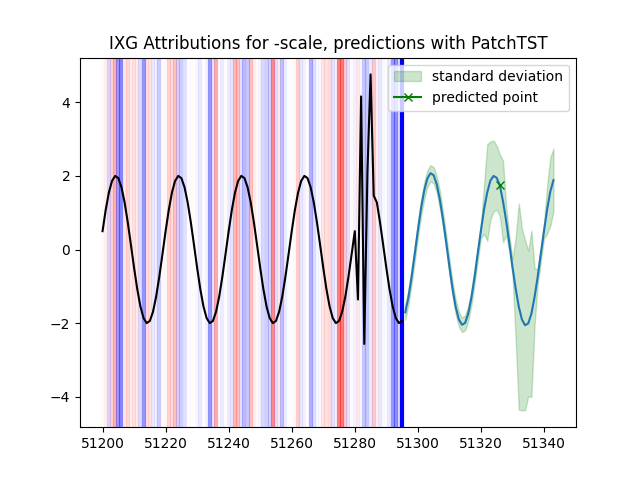 IXG Attributions for -scale, predictions with PatchTST
standard deviation
predicted point
4
2
0
−2
−4
51200 51220 51240 51260 51280 51300 51320 51340